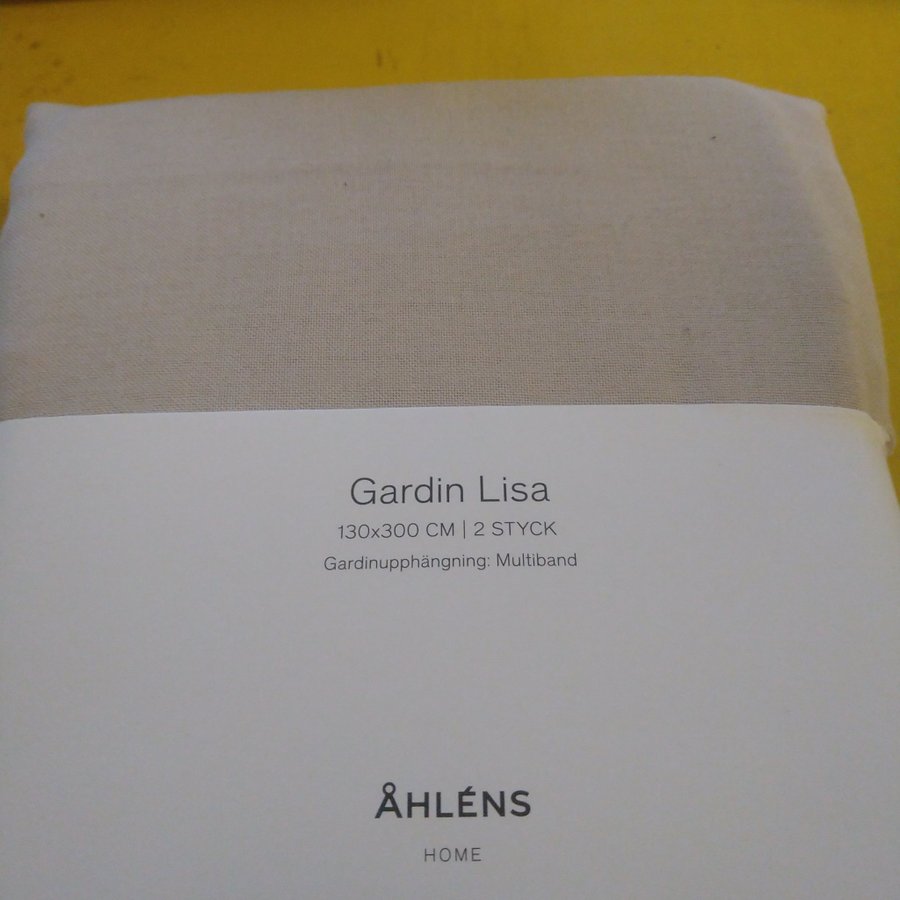 Gardin Lisa
130x300 CM | 2 STYCK
Gardinupphängning: Multiband
ÅHLÉNS
HOME